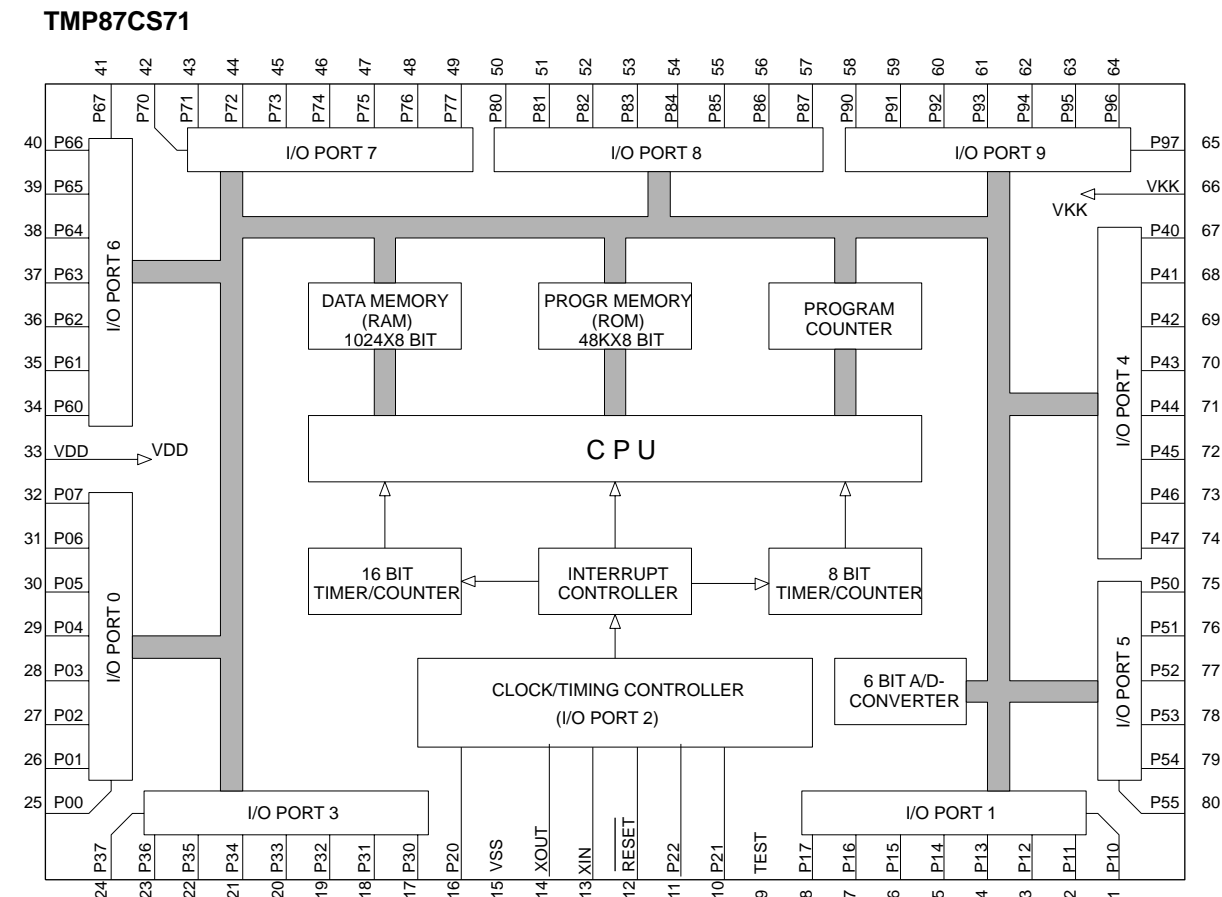 TMP87CS71
41 42 43 44 45 46 47 48 49 50 51 52 53 54 55 56 57 58 59 60 61 62 63 64
P67 P70 P71 P72 P73 P74 P75 P76 P77 P80 P81 P82 P83 P84 P85 P86 P87 P90 P91 P92 P93 P94 P95 P96
I/O PORT 7
I/O PORT 8
I/O PORT 9
40 P66
39 P65
38 P64
37 P63
36 P62
35 P61
34 P60
I/O PORT 6
33 VDD VDD
32 P07
31 P06
30 P05
29 P04
28 P03
27 P02
26 P01
25 P00
I/O PORT 0
DATA MEMORY
(RAM)
1024X8 BIT
PROGR MEMORY
(ROM)
48KX8 BIT
PROGRAM
COUNTER
CPU
16 BIT
TIMER/COUNTER
INTERRUPT
CONTROLLER
8 BIT
TIMER/COUNTER
CLOCK/TIMING CONTROLLER
(I/O PORT 2)
6 BIT A/D-
CONVERTER
P97 65
VKK 66
VKK
P40 67
P41 68
P42 69
P43 70
P44 71
P45 72
P46 73
P47 74
I/O PORT 4
P50 75
P51 76
P52 77
P53 78
P54 79
P55 80
I/O PORT 5
I/O PORT 3
I/O PORT 1
P37 P36 P35 P34 P33 P32 P31 P30 P20 VSS XOUT XIN RESET P22 P21 TEST P17 P16 P15 P14 P13 P12 P11 P10
24 23 22 21 20 19 18 17 16 15 14 13 12 11 10 9 8 7 6 5 4 3 2 1